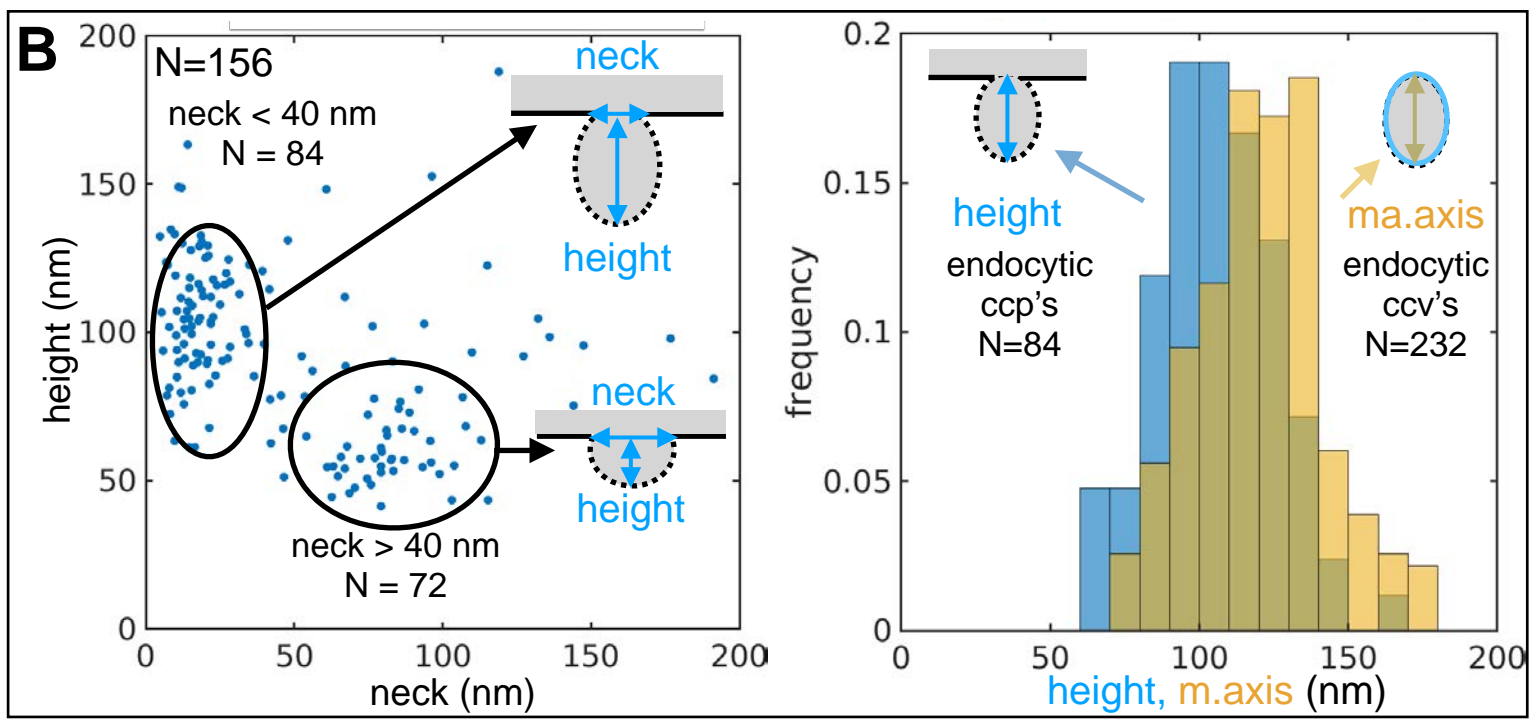 B
N=156
neck < 40 nm
N = 84
neck
height
neck
height
neck > 40 nm
N = 72
200
150
100
50
0
height (nm)
0 50 100 150 200
neck (nm)
0.2
0.15
0.1
0.05
0
frequency
height
endocytic
ccp's
N=84
ma.axis
endocytic
ccv's
N=232
0 50 100 150 200
height, m.axis (nm)